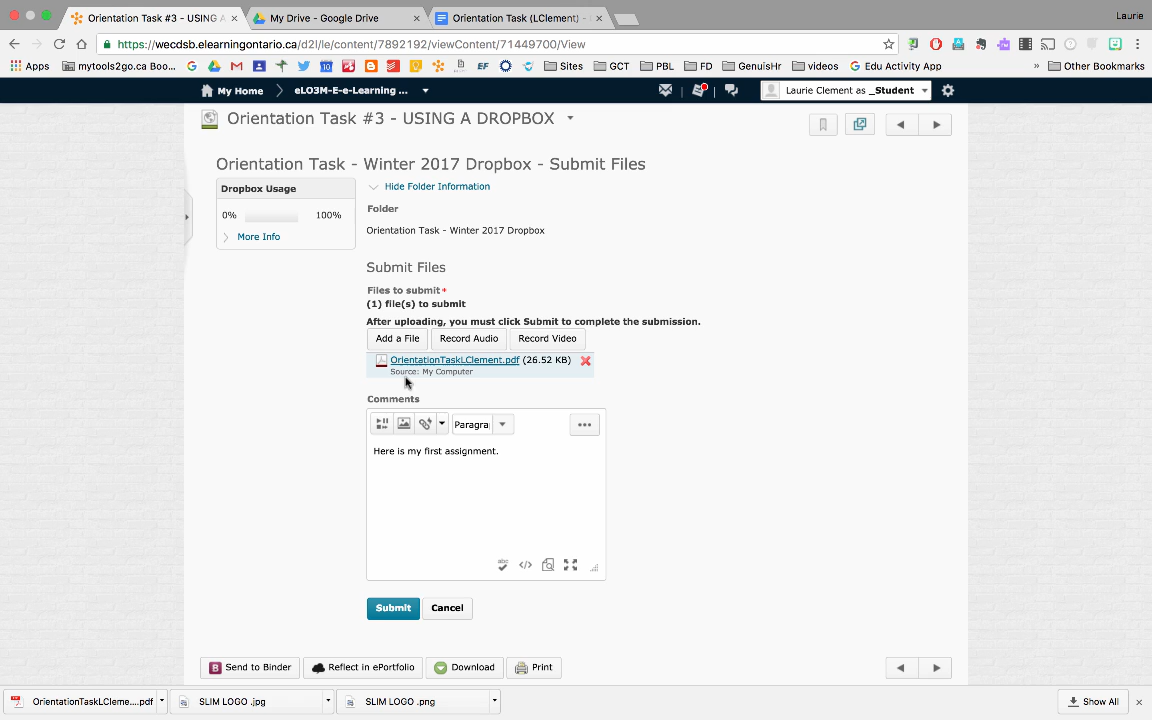 Orientation Task #3 - USING A
My Drive - Google Drive
Orientation Task (LClement) -
Laurie
https://wecdsb.elearningontario.ca/d2l/le/content/7892192/viewContent/71449700/View
Apps
mytools2go.ca Boo...
EF
Sites
GCT
PBL
FD
GenuisHr
videos
Edu Activity App
»
Other Bookmarks
My Home
eLO3M-E-e-Learning ...
Laurie Clement as _Student
Orientation Task #3 - USING A DROPBOX
Orientation Task - Winter 2017 Dropbox - Submit Files
Dropbox Usage
0% 100%
More Info
Hide Folder Information
Folder
Orientation Task - Winter 2017 Dropbox
Submit Files
Files to submit*
(1) file(s) to submit
After uploading, you must click Submit to complete the submission.
Add a File Record Audio Record Video
OrientationTaskLClement.pdf (26.52 KB)
Source: My Computer
Comments
Paragra
Here is my first assignment.
Submit Cancel
Send to Binder Reflect in ePortfolio Download Print
OrientationTaskLCleme....pdf SLIM LOGO .jpg SLIM LOGO .png Show All